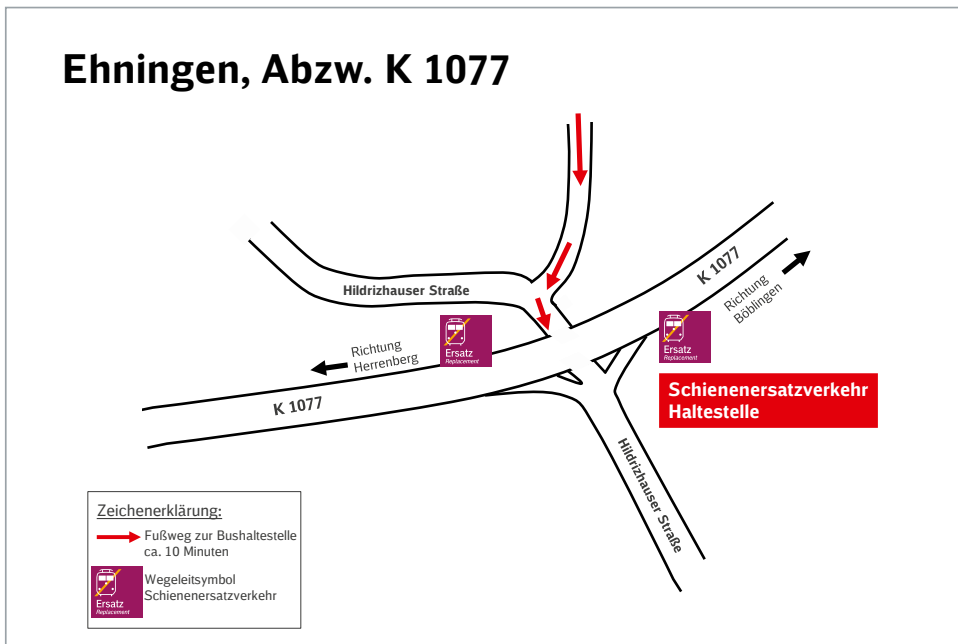 Ehningen, Abzw. K 1077
K 1077
Richtung
Böblingen
Hildrizhauser Straße
Ersatz
Replacement
Ersatz
Replacement
Richtung
Herrenberg
K 1077
Schienenersatzverkehr
Haltestelle
Hildrizhauser Straße
Zeichenerklärung:
Fußweg zur Bushaltestelle
ca. 10 Minuten
Ersatz
Replacement
Wegeleitsymbol
Schienenersatzverkehr